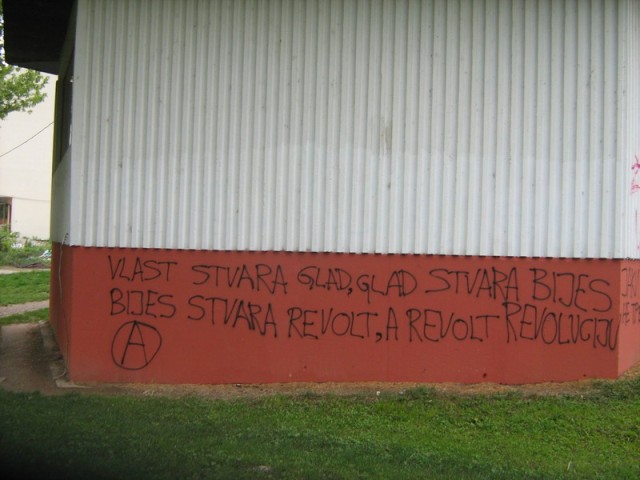 VLAST STVARA GLAD, GLAD STVARA BIJES
BIJES STVARA REVOLT, A REVOLT REVOLUCIJU
A